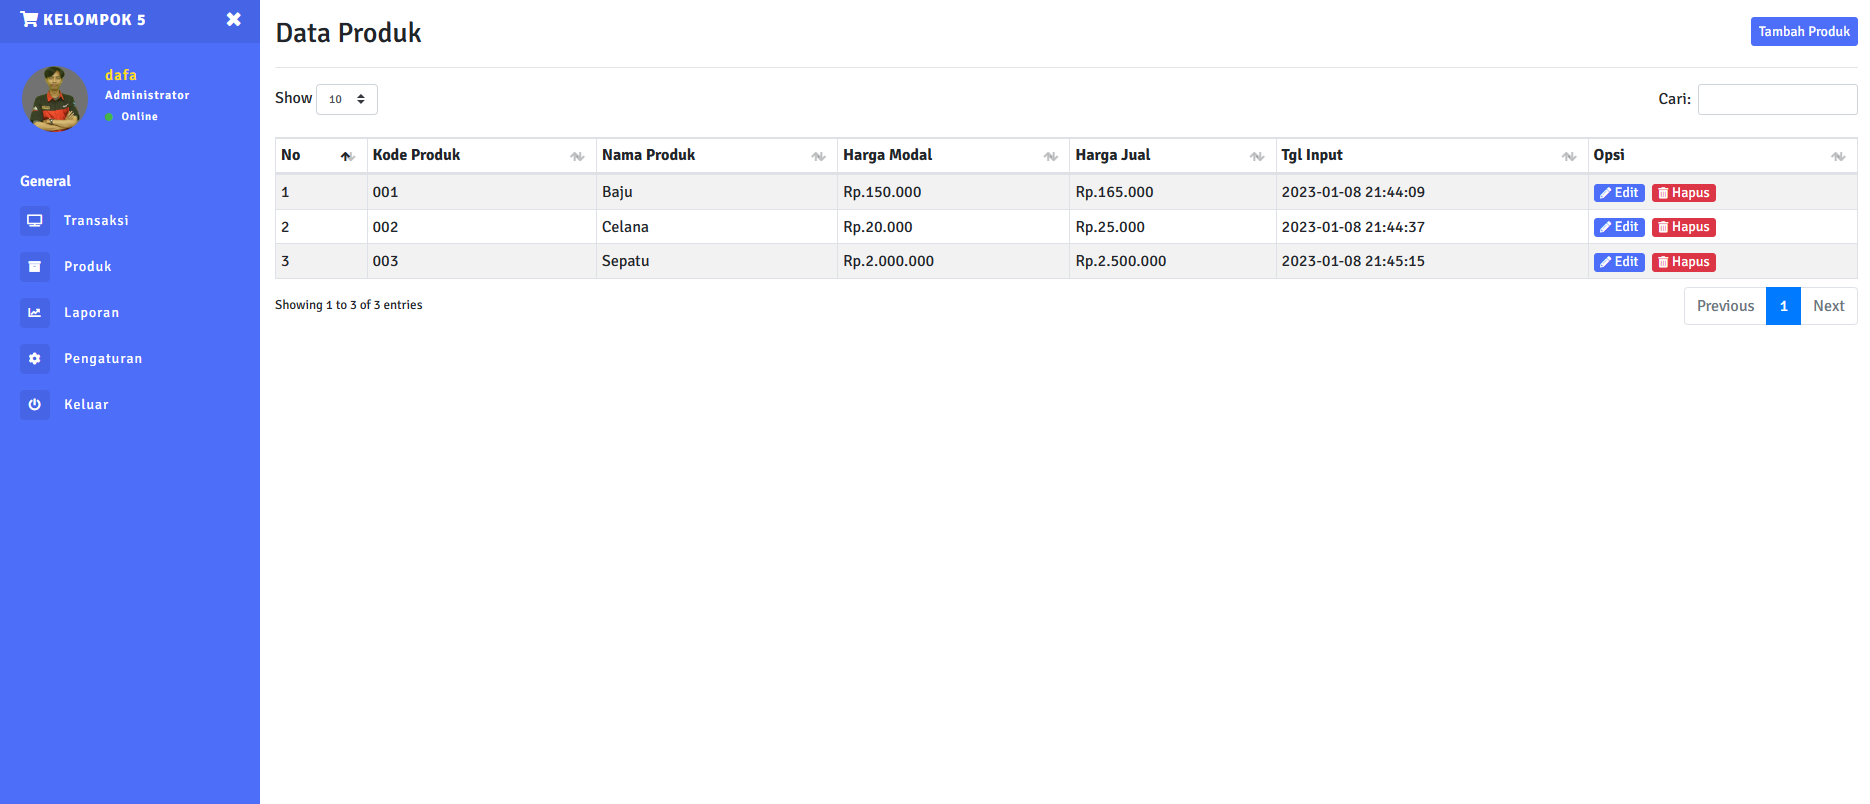 KELOMPOK 5
dafa
Administrator
Online
General
Transaksi
Produk
Laporan
Pengaturan
Keluar
Data Produk
Tambah Produk
Show 10
Cari:
No Kode Produk Nama Produk Harga Modal Harga Jual Tgl Input Opsi
1 001 Baju Rp.150.000 Rp.165.000 2023-01-08 21:44:09 Edit Hapus
2 002 Celana Rp.20.000 Rp.25.000 2023-01-08 21:44:37 Edit Hapus
3 003 Sepatu Rp.2.000.000 Rp.2.500.000 2023-01-08 21:45:15 Edit Hapus
Showing 1 to 3 of 3 entries
Previous 1 Next